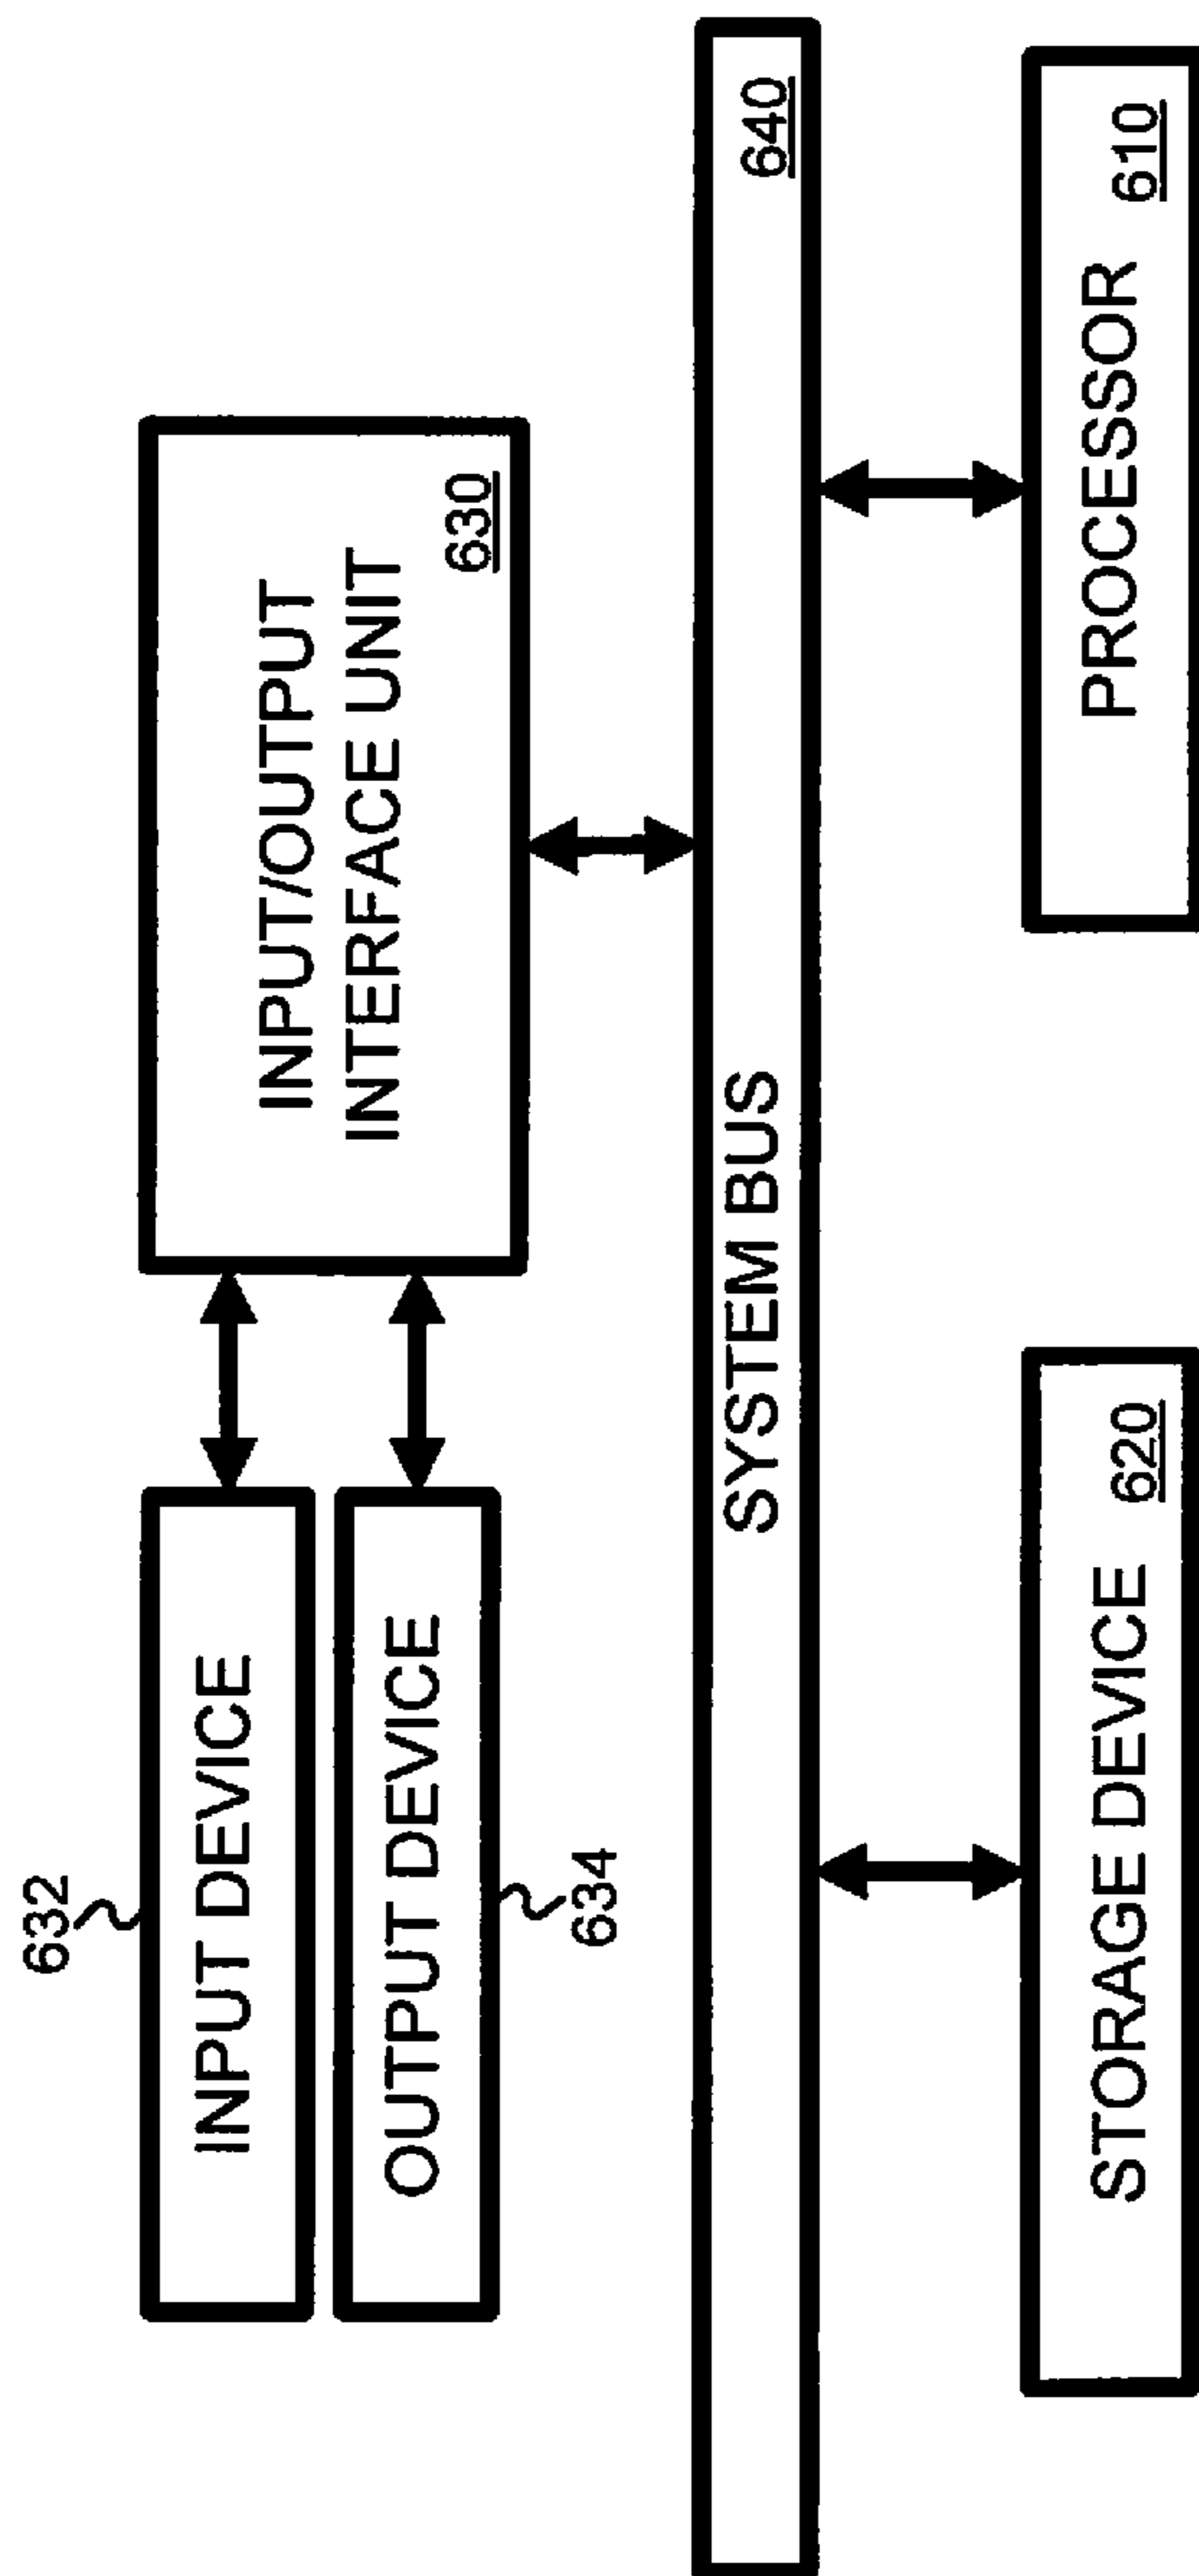 632
INPUT DEVICE
OUTPUT DEVICE
634
INPUT/OUTPUT
INTERFACE UNIT
630
SYSTEM BUS
640
STORAGE DEVICE 620
PROCESSOR 610